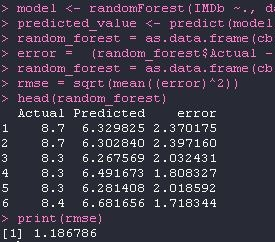 > model <- randomForest(IMDb ~., da
> predicted_value <- predict(model
> random_forest = as.data.frame(cb
> error =  (random_forest$Actual -
> random_forest = as.data.frame(cb
> rmse = sqrt(mean((error)^2))
> head(random_forest)
  Actual Predicted    error
1    8.7  6.329825 2.370175
2    8.7  6.302840 2.397160
3    8.3  6.267569 2.032431
4    8.3  6.491673 1.808327
5    8.3  6.281408 2.018592
6    8.4  6.681656 1.718344
> print(rmse)
[1] 1.186786